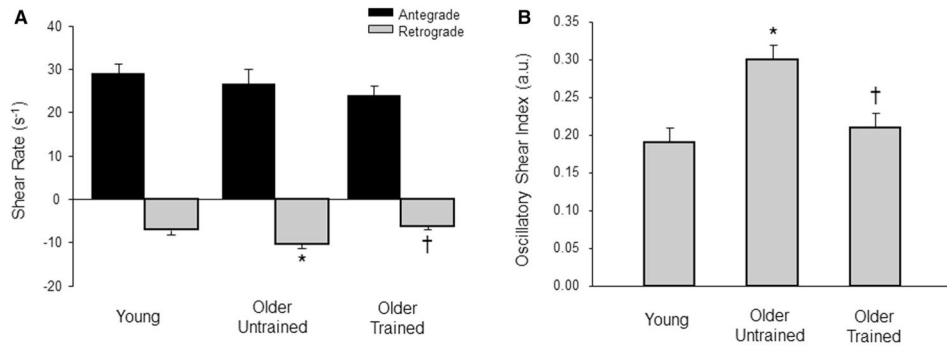 A
Antegrade
Retrograde
40
30
20
10
0
-10
-20
Shear Rate (s-1)
*
†
Young
Older
Untrained
Older
Trained
B
0.35
0.30
0.25
0.20
0.15
0.10
0.05
0.00
Oscillatory Shear Index (a.u.)
*
†
Young
Older
Untrained
Older
Trained